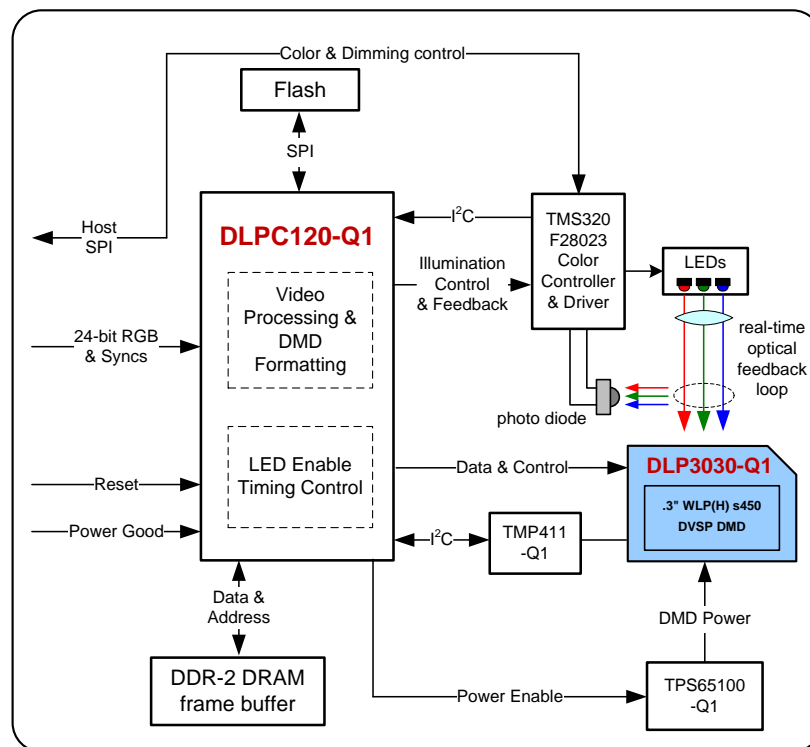 Color & Dimming control
Flash
SPI
Host
SPI
DLPC120-Q1
I²C
TMS320
F28023
Color
Controller
& Driver
LEDs
Illumination
Control
& Feedback
Video
Processing &
DMD
Formatting
24-bit RGB
& Syncs
real-time
optical
feedback
loop
photo diode
LED Enable
Timing Control
Data & Control
DLP3030-Q1
.3" WLP(H) s450
DVSP DMD
Reset
Power Good
I²C
TMP411
-Q1
Data &
Address
DMD Power
DDR-2 DRAM
frame buffer
Power Enable
TPS65100
-Q1